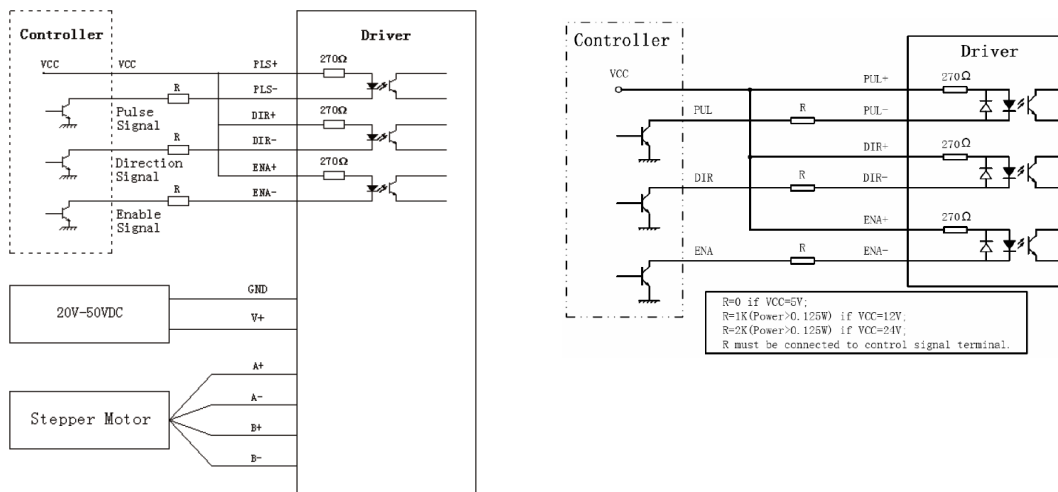 Controller
Driver
VCC
VCC
PLS+
270Ω
R
PLS-
Pulse
Signal
DIR+
270Ω
R
DIR-
Direction
Signal
ENA+
270Ω
R
ENA-
Enable
Signal
20V-50VDC
GND
V+
Stepper Motor
A+
A-
B+
B-
Controller
Driver
VCC
PUL+
270Ω
PUL
R
PUL-
DIR+
270Ω
DIR
R
DIR-
ENA+
270Ω
ENA
R
ENA-
R=0 if VCC=5V;
R=1K(Power>0.125W) if VCC=12V;
R=2K(Power>0.125W) if VCC=24V;
R must be connected to control signal terminal.